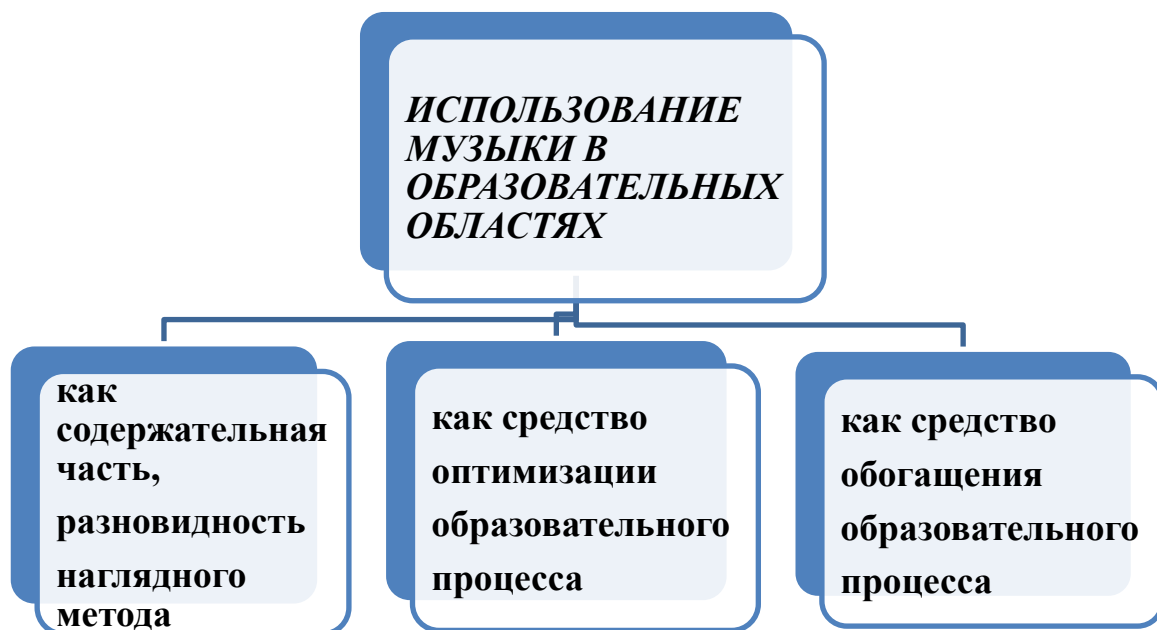 ИСПОЛЬЗОВАНИЕ
МУЗЫКИ В
ОБРАЗОВАТЕЛЬНЫХ
ОБЛАСТЯХ
как
содержательная
часть,
разновидность
наглядного
метода
как средство
оптимизации
образовательного
процесса
как средство
обогащения
образовательного
процесса